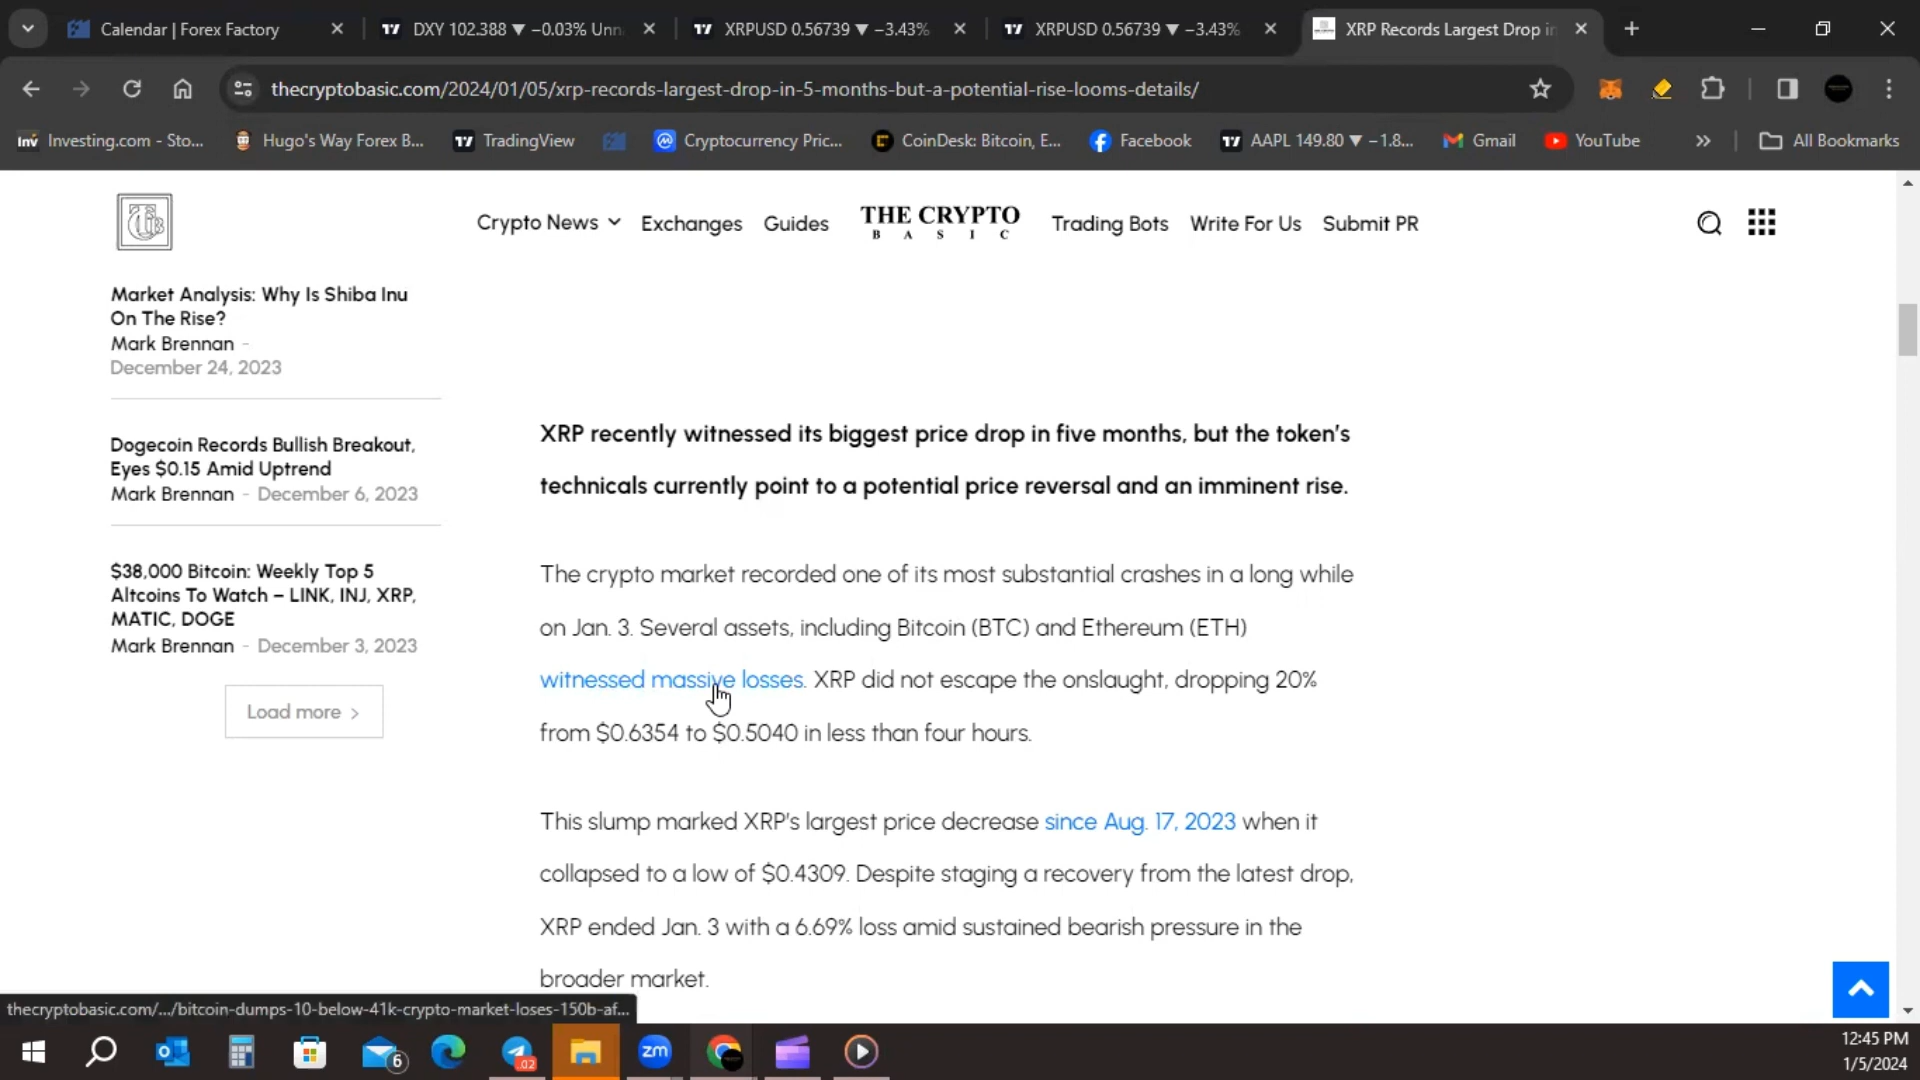 Calendar | Forex Factory
DXY 102.388 ▼ −0.03% Unn
XRPUSD 0.56739 ▼ −3.43%
XRPUSD 0.56739 ▼ −3.43%
XRP Records Largest Drop in
thecryptobasic.com/2024/01/05/xrp-records-largest-drop-in-5-months-but-a-potential-rise-looms-details/
Inv Investing.com - Sto...
Hugo's Way Forex B...
TradingView
Cryptocurrency Pric...
CoinDesk: Bitcoin, E...
Facebook
AAPL 149.80 ▼ −1.8...
Gmail
YouTube
»
All Bookmarks
Crypto News
Exchanges
Guides
THE CRYPTO
BASIC
Trading Bots
Write For Us
Submit PR
Market Analysis: Why Is Shiba Inu
On The Rise?
Mark Brennan -
December 24, 2023
Dogecoin Records Bullish Breakout,
Eyes $0.15 Amid Uptrend
Mark Brennan - December 6, 2023
$38,000 Bitcoin: Weekly Top 5
Altcoins To Watch – LINK, INJ, XRP,
MATIC, DOGE
Mark Brennan - December 3, 2023
Load more >
XRP recently witnessed its biggest price drop in five months, but the token's
technicals currently point to a potential price reversal and an imminent rise.
The crypto market recorded one of its most substantial crashes in a long while
on Jan. 3. Several assets, including Bitcoin (BTC) and Ethereum (ETH)
witnessed massive losses. XRP did not escape the onslaught, dropping 20%
from $0.6354 to $0.5040 in less than four hours.
This slump marked XRP's largest price decrease since Aug. 17, 2023 when it
collapsed to a low of $0.4309. Despite staging a recovery from the latest drop,
XRP ended Jan. 3 with a 6.69% loss amid sustained bearish pressure in the
broader market.
thecryptobasic.com/.../bitcoin-dumps-10-below-41k-crypto-market-loses-150b-af...
6
02
zm
12:45 PM
1/5/2024